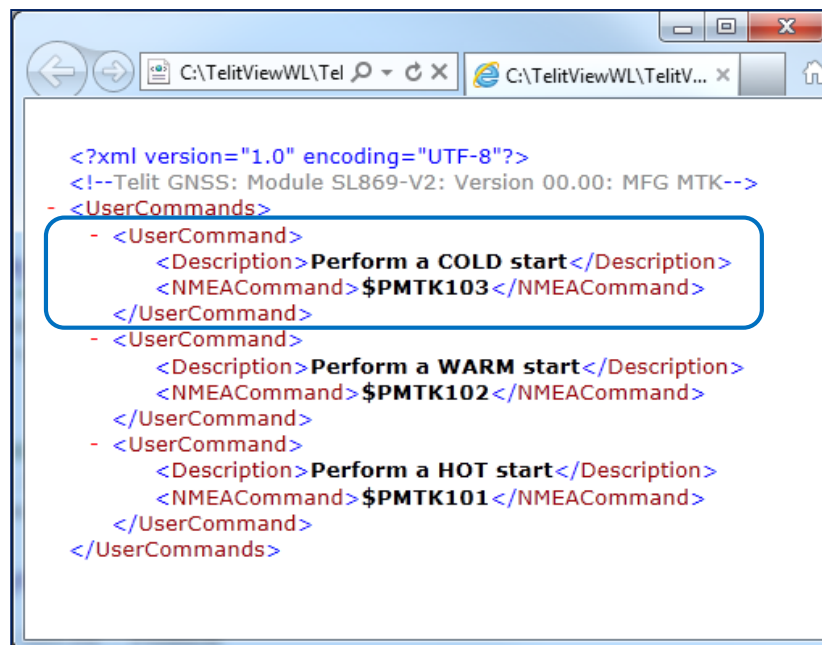 C:\TelitViewWL\Tel
C:\TelitViewWL\TelitV...
<?xml version="1.0" encoding="UTF-8"?>
<!--Telit GNSS: Module SL869-V2: Version 00.00: MFG MTK-->
- <UserCommands>
- <UserCommand>
<Description>Perform a COLD start</Description>
<NMEACommand>$PMTK103</NMEACommand>
</UserCommand>
- <UserCommand>
<Description>Perform a WARM start</Description>
<NMEACommand>$PMTK102</NMEACommand>
</UserCommand>
- <UserCommand>
<Description>Perform a HOT start</Description>
<NMEACommand>$PMTK101</NMEACommand>
</UserCommand>
</UserCommands>